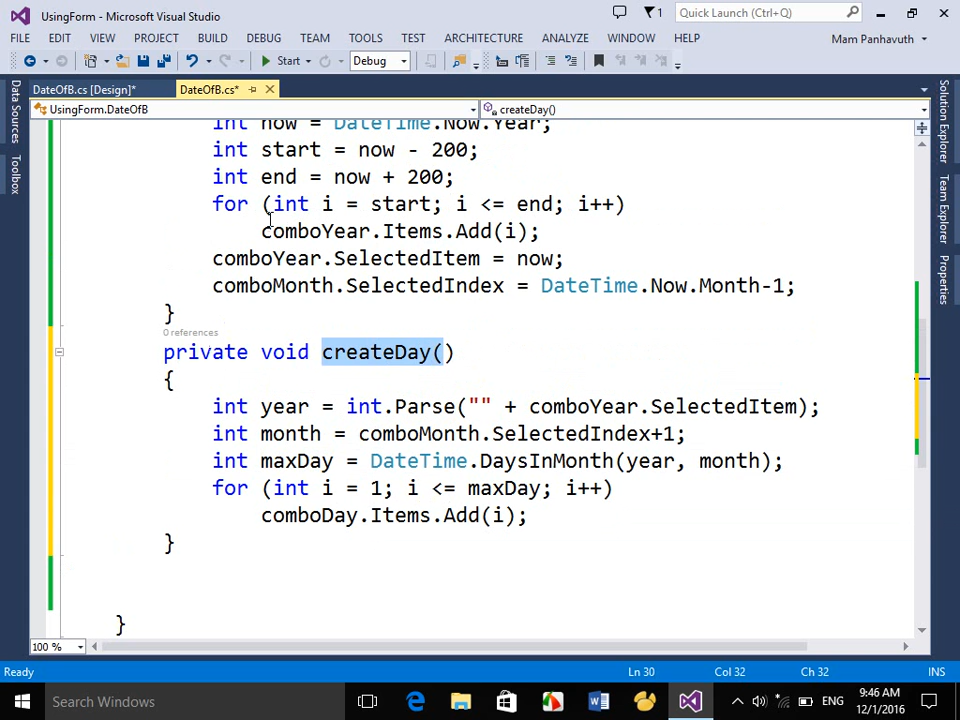 UsingForm - Microsoft Visual Studio
1
Quick Launch (Ctrl+Q)
FILE EDIT VIEW PROJECT BUILD DEBUG TEAM TOOLS TEST ARCHITECTURE ANALYZE WINDOW HELP
Mam Panhavuth
Start
Debug
DateOfB.cs [Design]*
DateOfB.cs*
UsingForm.DateOfB
createDay()
int now = DateTime.Now.Year;
int start = now - 200;
int end = now + 200;
for (int i = start; i <= end; i++)
comboYear.Items.Add(i);
comboYear.SelectedItem = now;
comboMonth.SelectedIndex = DateTime.Now.Month-1;
}
0 references
private void createDay()
{
int year = int.Parse("" + comboYear.SelectedItem);
int month = comboMonth.SelectedIndex+1;
int maxDay = DateTime.DaysInMonth(year, month);
for (int i = 1; i <= maxDay; i++)
comboDay.Items.Add(i);
}
}
Data Sources
Toolbox
Solution Explorer
Team Explorer
Properties
100 %
Ready
Ln 30
Col 32
Ch 32
INS
Search Windows
ENG
9:46 AM
12/1/2016